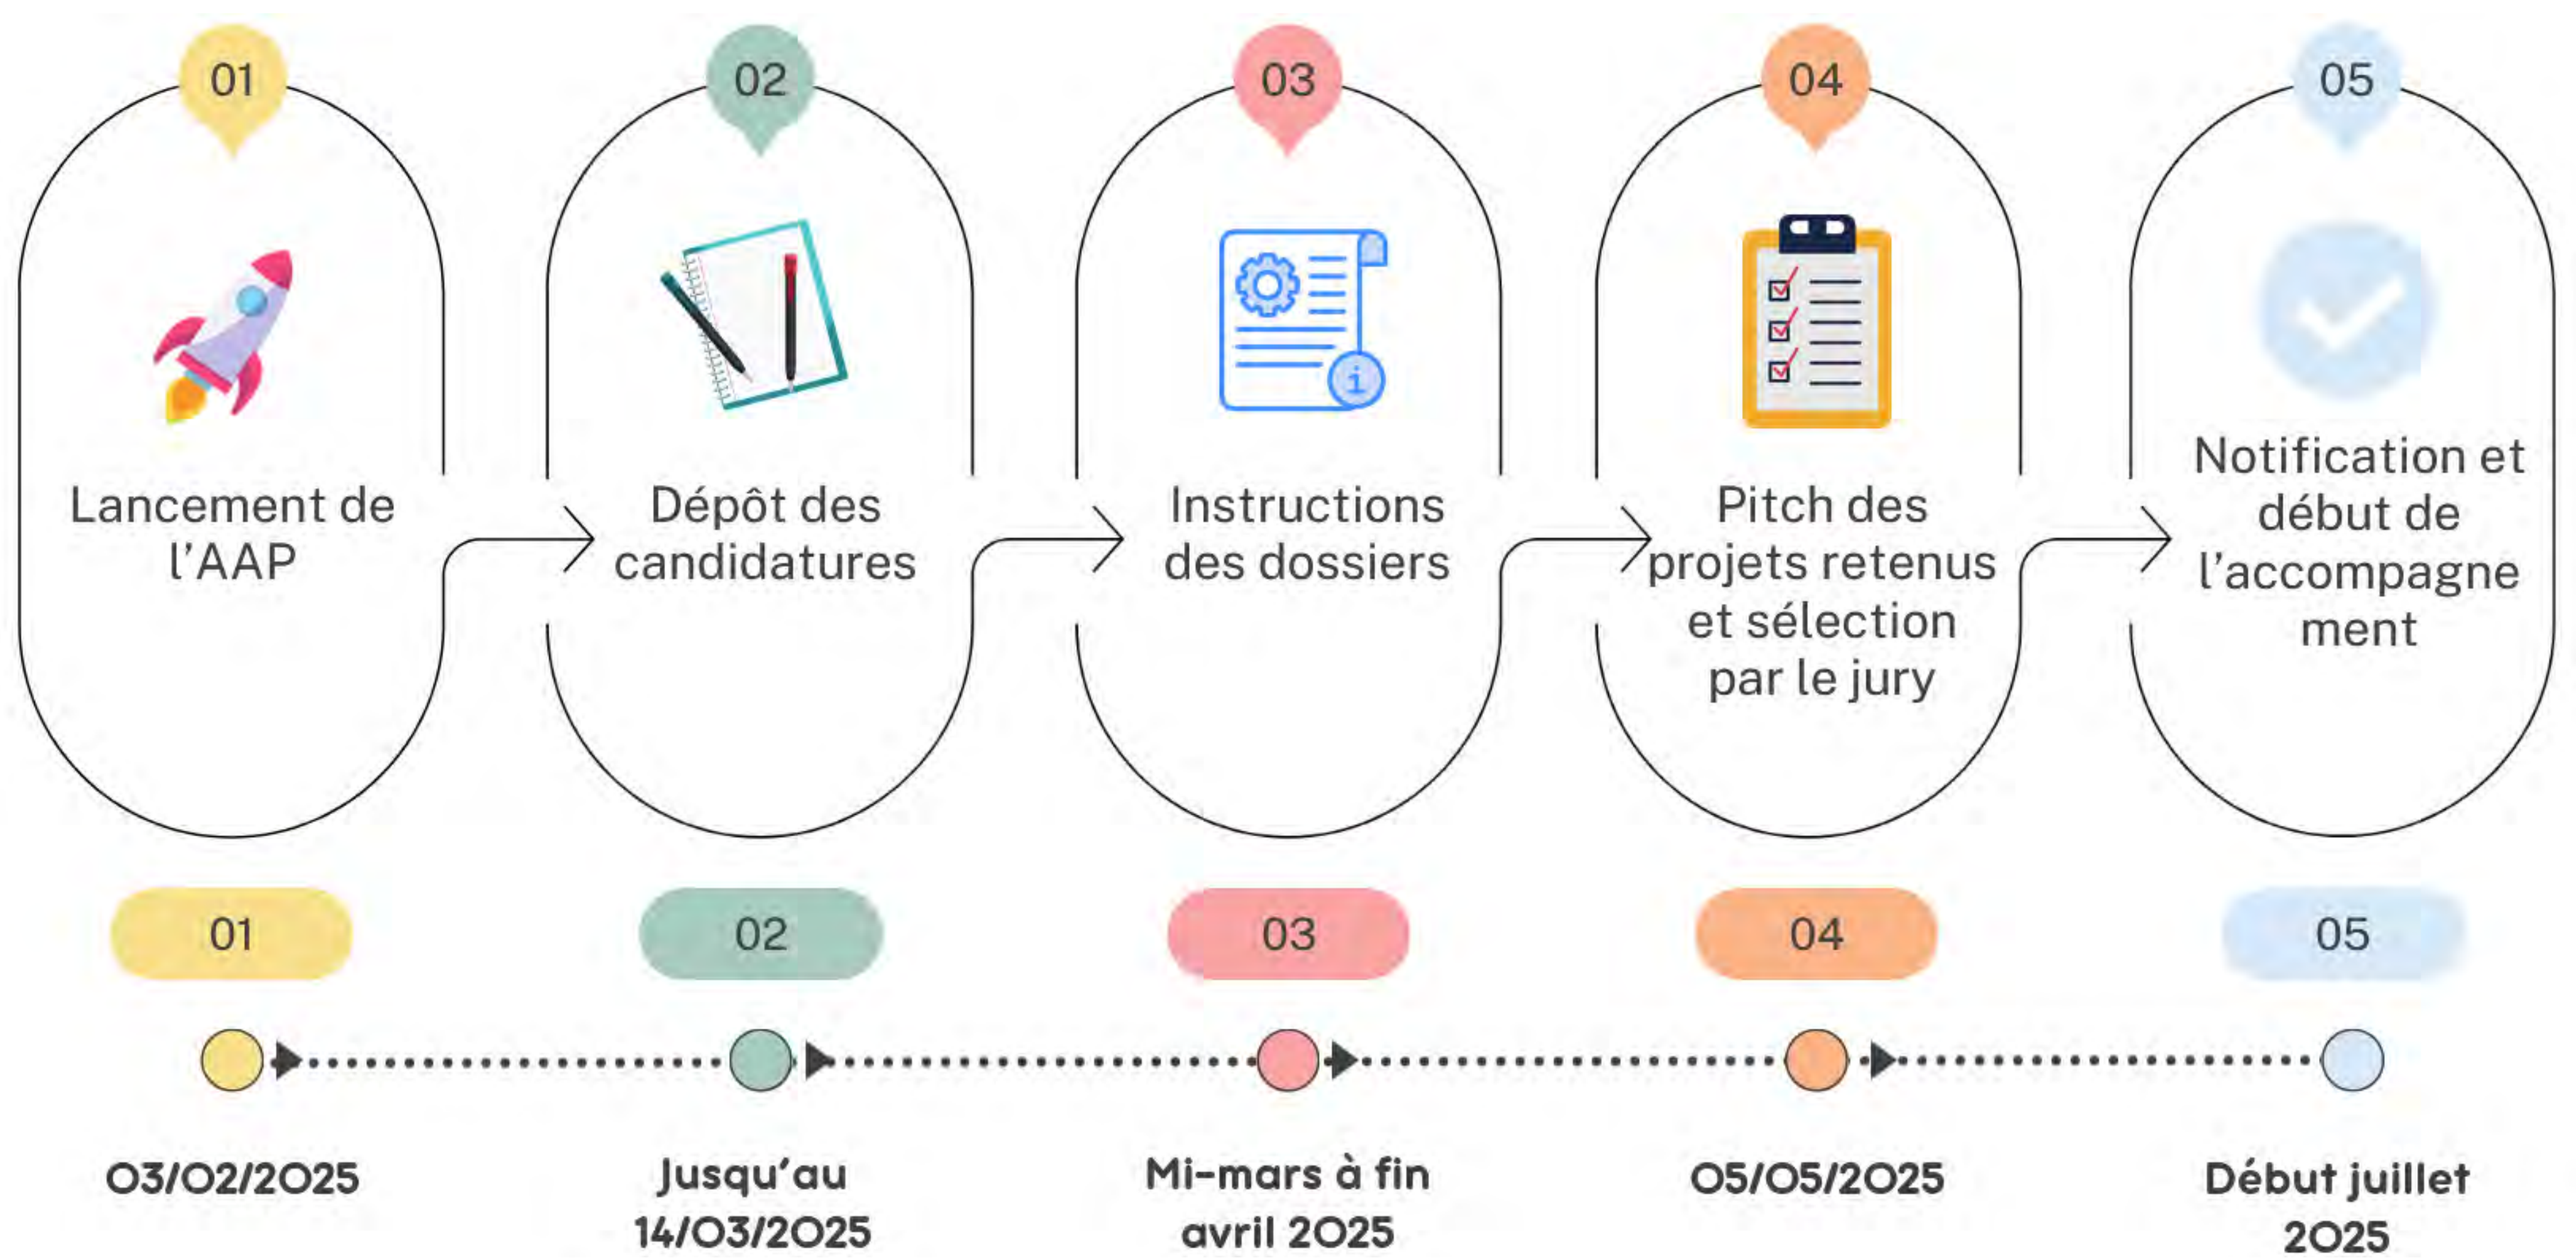 01
Lancement de
l'AAP
02
Dépôt des
candidatures
03
Instructions
des dossiers
i
04
Pitch des
projets retenus
et sélection
par le jury
05
Notification et
début de
l'accompagne
ment
01
02
03
04
05
03/02/2025
Jusqu'au
14/03/2025
Mi-mars à fin
avril 2025
05/05/2025
Début juillet
2025